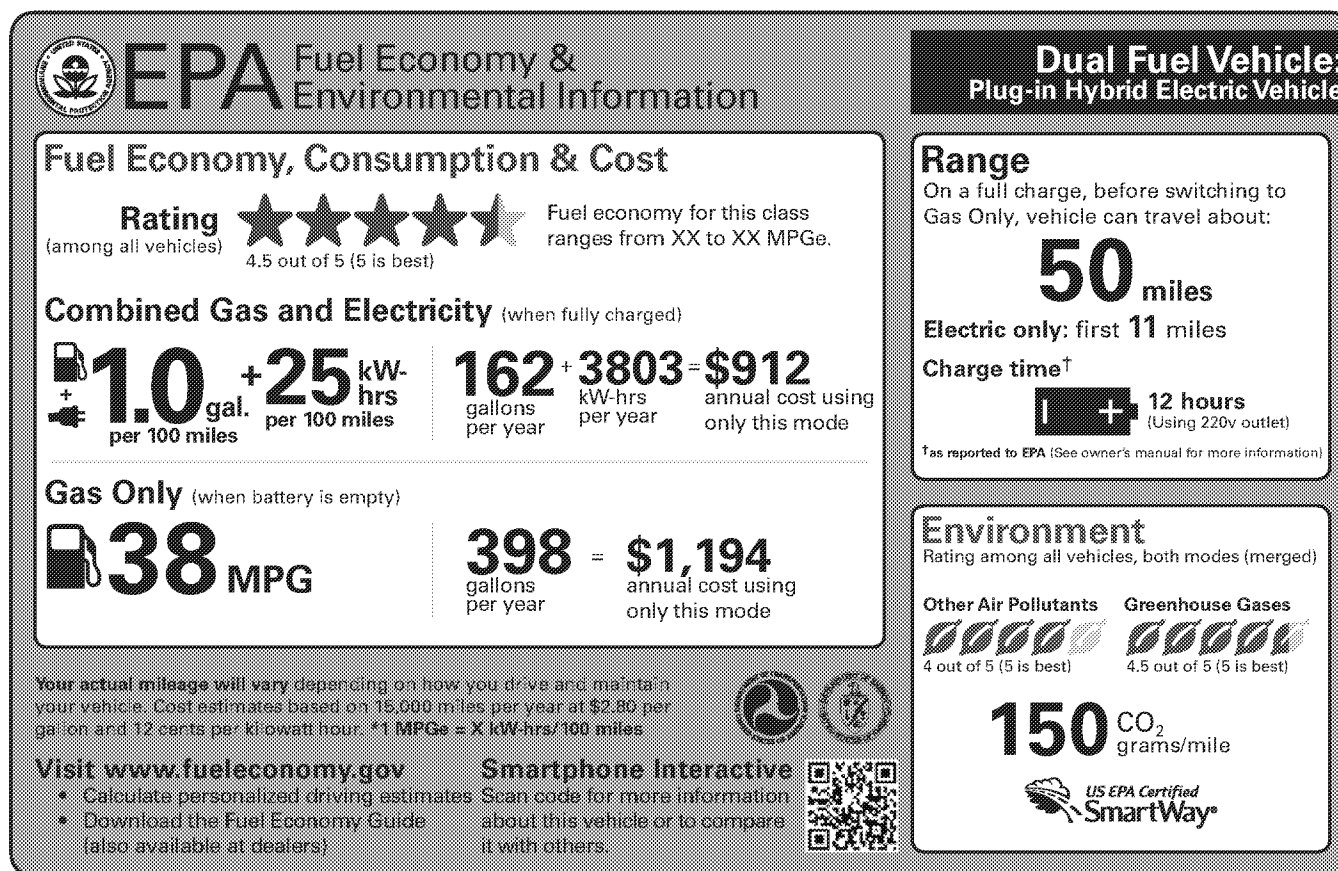 EPA Fuel Economy &
Environmental Information
Dual Fuel Vehicle:
Plug-in Hybrid Electric Vehicle
Fuel Economy, Consumption & Cost
Rating
(among all vehicles)
4.5 out of 5 (5 is best)
Fuel economy for this class
ranges from XX to XX MPGe.
Combined Gas and Electricity (when fully charged)
+
1.0 gal.
per 100 miles
+ 25 kW-
hrs
per 100 miles
162
gallons
per year
+ 3803
kW-hrs
per year
= $912
annual cost using
only this mode
Gas Only (when battery is empty)
38 MPG
398
gallons
per year
= $1,194
annual cost using
only this mode
Range
On a full charge, before switching to
Gas Only, vehicle can travel about:
50 miles
Electric only: first 11 miles
Charge time†
12 hours
(Using 220v outlet)
†as reported to EPA (See owner's manual for more information)
Environment
Rating among all vehicles, both modes (merged)
Other Air Pollutants
4 out of 5 (5 is best)
Greenhouse Gases
4.5 out of 5 (5 is best)
150 CO₂
grams/mile
US EPA Certified
SmartWay
Your actual mileage will vary depending on how you drive and maintain
your vehicle. Cost estimates based on 15,000 miles per year at $2.80 per
gallon and 12 cents per kilowatt hour. *1 MPGe = X kW-hrs/100 miles
Visit www.fueleconomy.gov
• Calculate personalized driving estimates
• Download the Fuel Economy Guide
(also available at dealers)
Smartphone Interactive
Scan code for more information
about this vehicle or to compare
it with others.